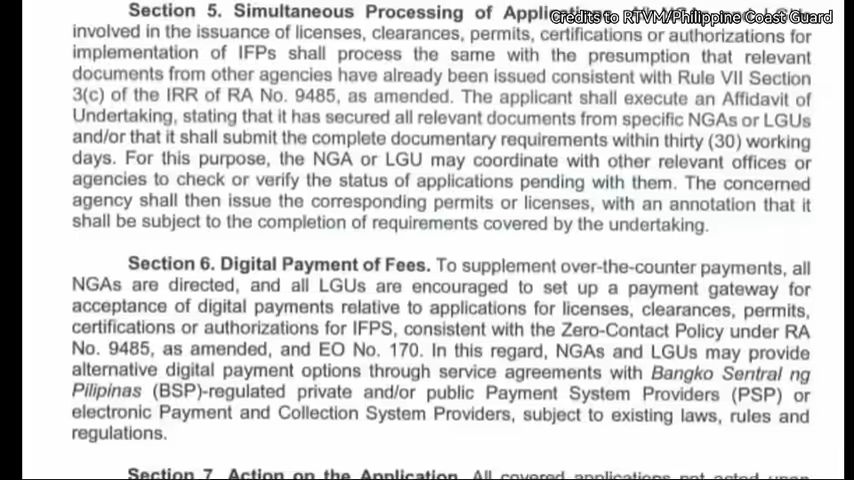 Credits to RTVM/Philippine Coast Guard
Section 5. Simultaneous Processing of
involved in the issuance of licenses, clearances, permits, certifications or authorizations for
implementation of IFPs shall process the same with the presumption that relevant
documents from other agencies have already been issued consistent with Rule VII Section
3(c) of the IRR of RA No. 9485, as amended. The applicant shall execute an Affidavit of
Undertaking, stating that it has secured all relevant documents from specific NGAs or LGUs
and/or that it shall submit the complete documentary requirements within thirty (30) working
days. For this purpose, the NGA or LGU may coordinate with other relevant offices or
agencies to check or verify the status of applications pending with them. The concerned
agency shall then issue the corresponding permits or licenses, with an annotation that it
shall be subject to the completion of requirements covered by the undertaking.
Section 6. Digital Payment of Fees. To supplement over-the-counter payments, all
NGAs are directed, and all LGUs are encouraged to set up a payment gateway for
acceptance of digital payments relative to applications for licenses, clearances, permits,
certifications or authorizations for IFPS, consistent with the Zero-Contact Policy under RA
No. 9485, as amended, and EO No. 170. In this regard, NGAs and LGUs may provide
alternative digital payment options through service agreements with Bangko Sentral ng
Pilipinas (BSP)-regulated private and/or public Payment System Providers (PSP) or
electronic Payment and Collection System Providers, subject to existing laws, rules and
regulations.
Section 7. Action on the Application. All covered applications not acted upon